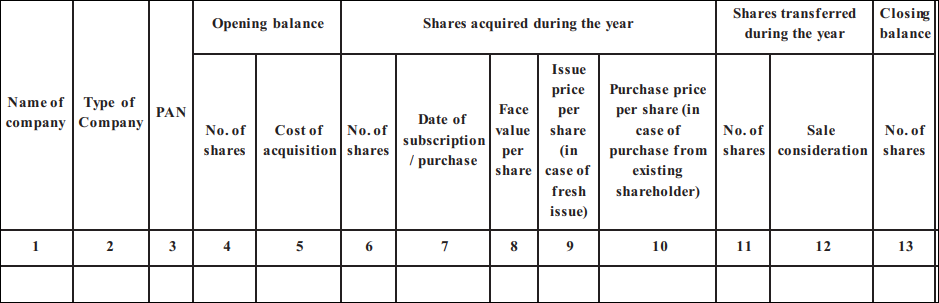 Name of
company
Type of
Company
PAN
Opening balance
No. of
shares
Cost of
acquisition
Shares acquired during the year
No. of
shares
Date of
subscription
/ purchase
Face
value
per
share
Issue
price
per
share
(in
case of
fresh
issue)
Purchase price
per share (in
case of
purchase from
existing
shareholder)
Shares transferred
during the year
No. of
shares
Sale
consideration
Closing
balance
No. of
shares
1 2 3 4 5 6 7 8 9 10 11 12 13